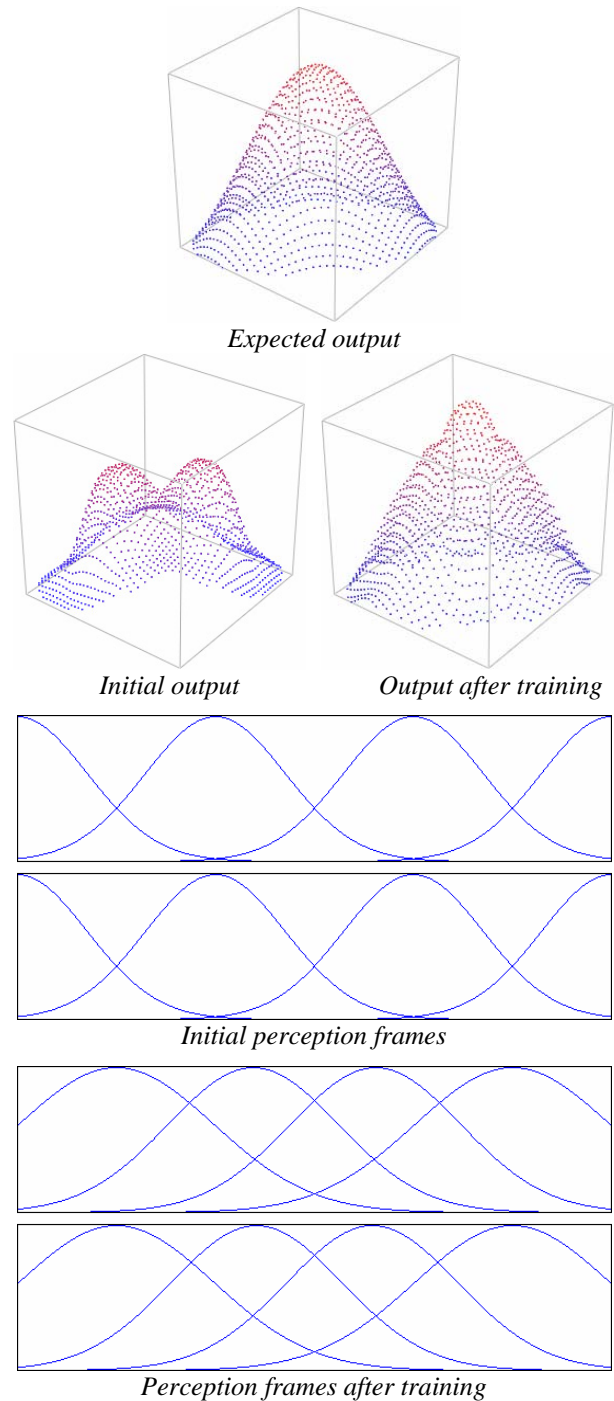 Expected output
Initial output
Output after training
Initial perception frames
Perception frames after training